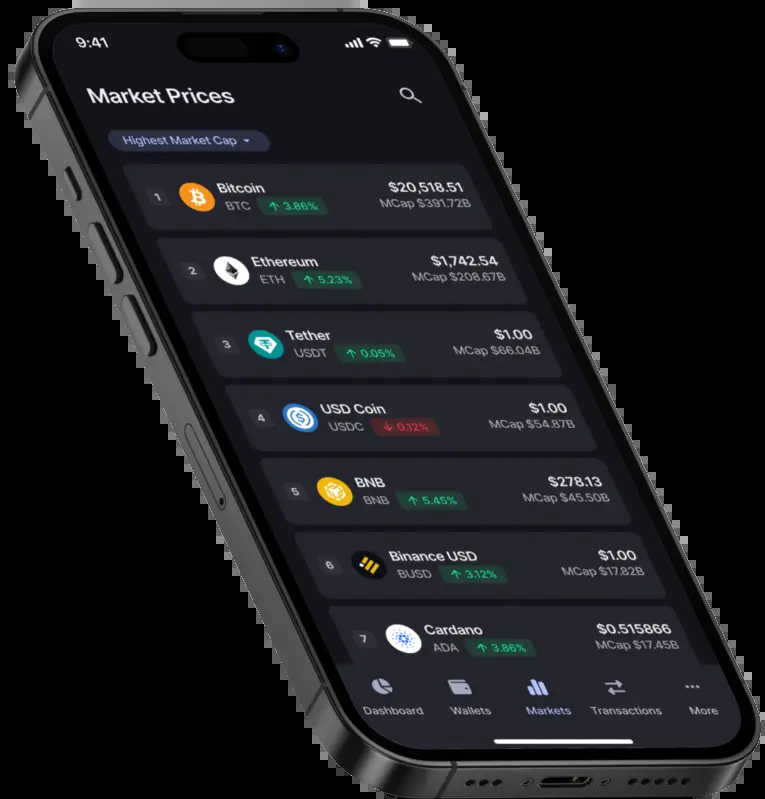 9:41
Market Prices
Highest Market Cap
1 Bitcoin $20,518.51
BTC ↑ 3.86% MCap $391.72B
2 Ethereum $1,742.54
ETH ↑ 5.23% MCap $208.67B
3 Tether $1.00
USDT ↑ 0.05% MCap $66.04B
4 USD Coin $1.00
USDC ↓ 0.12% MCap $54.87B
5 BNB $278.13
BNB ↑ 5.45% MCap $45.50B
6 Binance USD $1.00
BUSD ↑ 3.12% MCap $17.82B
7 Cardano $0.515866
ADA ↑ 3.86% MCap $17.45B
Dashboard Wallets Markets Transactions More